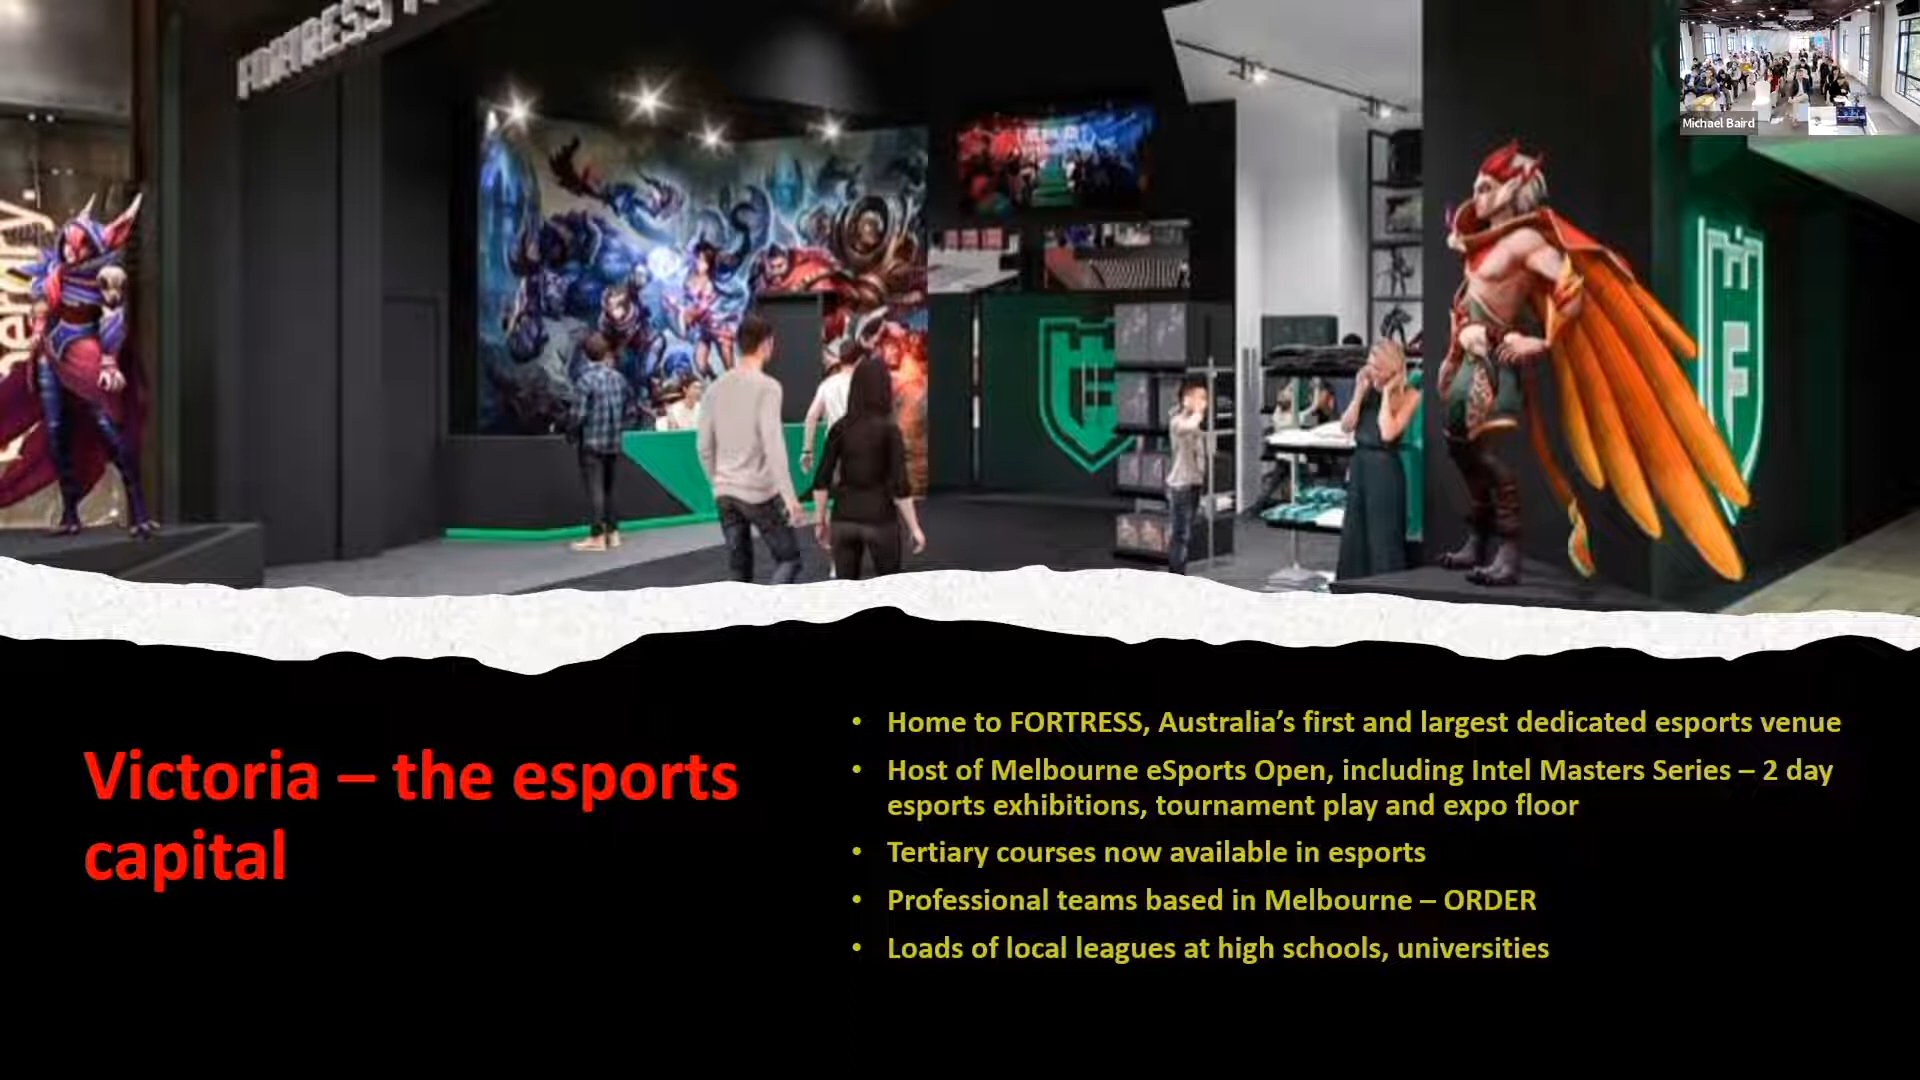 FORTRESS
Michael Baird
F
Victoria – the esports
capital
• Home to FORTRESS, Australia’s first and largest dedicated esports venue
• Host of Melbourne eSports Open, including Intel Masters Series – 2 day
esports exhibitions, tournament play and expo floor
• Tertiary courses now available in esports
• Professional teams based in Melbourne – ORDER
• Loads of local leagues at high schools, universities